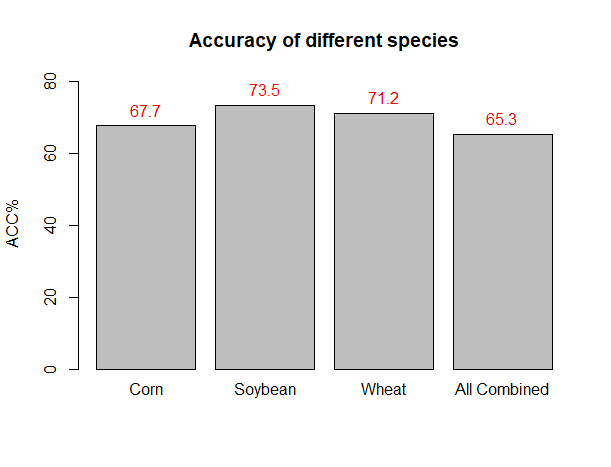 Accuracy of different species
ACC%
80
60
40
20
0
67.7
73.5
71.2
65.3
Corn
Soybean
Wheat
All Combined